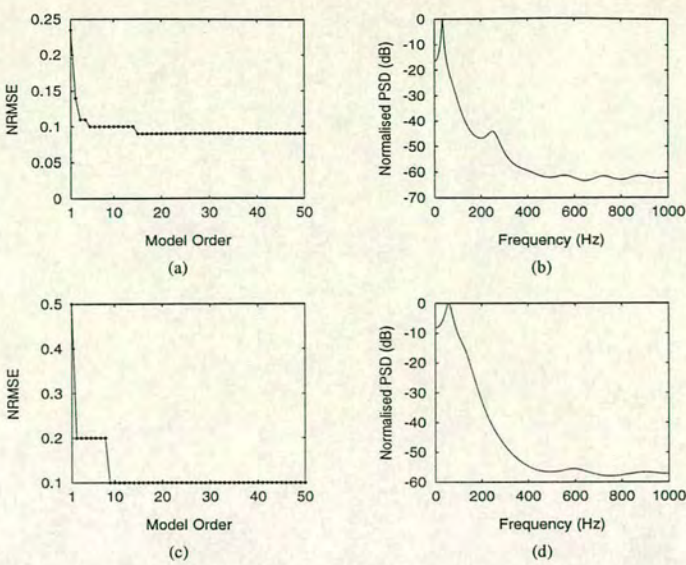 0.25
0.2
0.15
0.1
0.05
0
NRMSE
1 10 20 30 40 50
Model Order
(a)
0
-10
-20
-30
-40
-50
-60
-70
Normalised PSD (dB)
0 200 400 600 800 1000
Frequency (Hz)
(b)
0.5
0.4
0.3
0.2
0.1
NRMSE
1 10 20 30 40 50
Model Order
(c)
0
-10
-20
-30
-40
-50
-60
Normalised PSD (dB)
0 200 400 600 800 1000
Frequency (Hz)
(d)